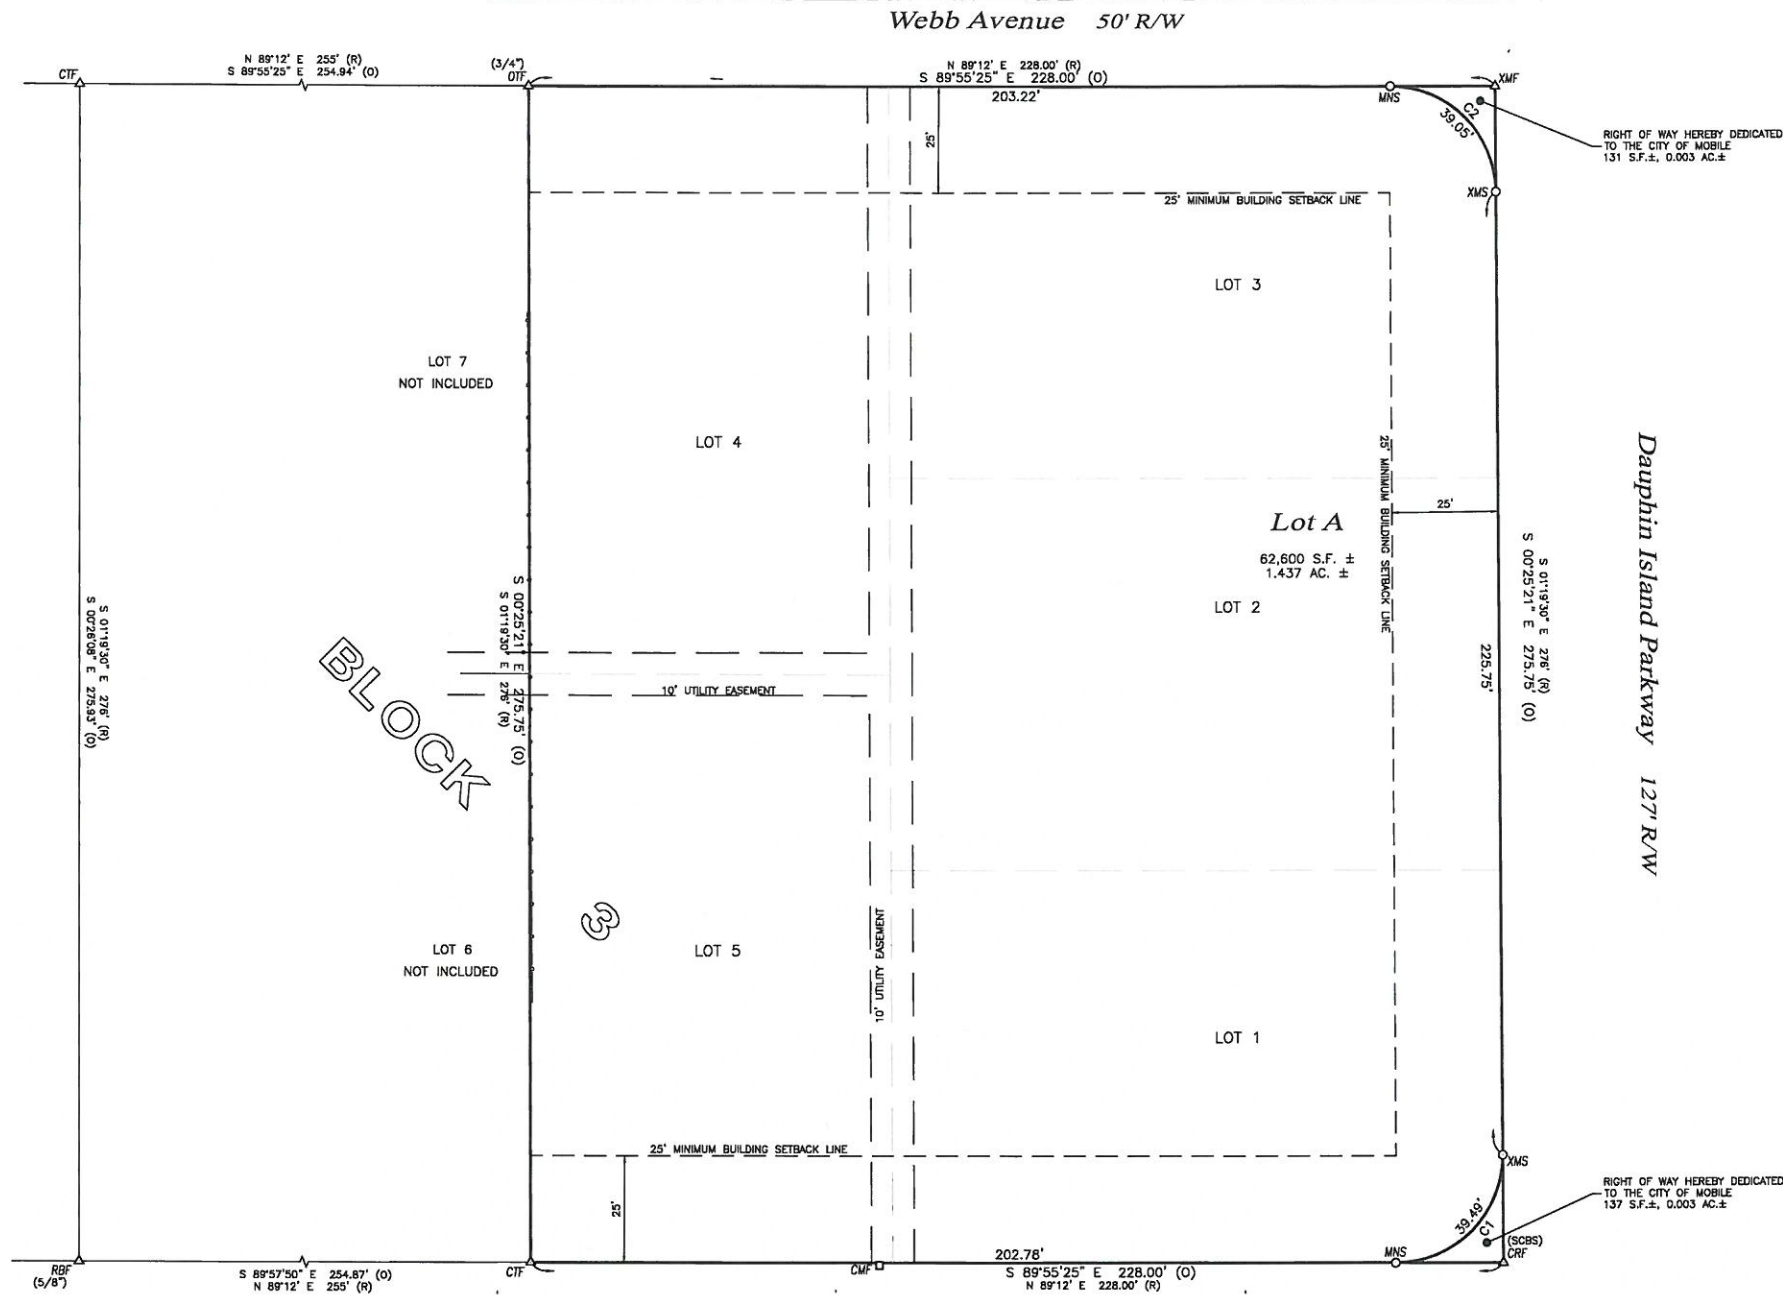 Webb Avenue 50' R/W
N 89°12' E 255' (R)
S 89°55'25" E 254.94' (O)
CTF
(3/4")
OTF
N 89°12' E 228.00' (R)
S 89°55'25" E 228.00' (O)
203.22'
MNS
XMF
C2
39.05'
RIGHT OF WAY HEREBY DEDICATED
TO THE CITY OF MOBILE
131 S.F.±, 0.003 AC.±
25'
XMS
25' MINIMUM BUILDING SETBACK LINE
LOT 3
LOT 7
NOT INCLUDED
LOT 4
25' MINIMUM BUILDING SETBACK LINE
25'
Lot A
62,600 S.F. ±
1.437 AC. ±
LOT 2
Dauphin Island Parkway 127' R/W
S 01°19'30" E 276' (R)
S 00°25'21" E 275.75' (O)
225.75'
S 01°19'30" E 276' (R)
S 00°26'08" E 275.93' (O)
S 00°25'21" E 275.75' (O)
S 01°19'30" E 276' (R)
10' UTILITY EASEMENT
BLOCK
3
LOT 6
NOT INCLUDED
LOT 5
10' UTILITY EASEMENT
LOT 1
25' MINIMUM BUILDING SETBACK LINE
25'
XMS
RIGHT OF WAY HEREBY DEDICATED
TO THE CITY OF MOBILE
137 S.F.±, 0.003 AC.±
39.49'
C1
(SCBS)
CRF
MNS
202.78'
CMF
CTF
RBF
(5/8")
S 89°57'50" E 254.87' (O)
N 89°12' E 255' (R)
S 89°55'25" E 228.00' (O)
N 89°12' E 228.00' (R)